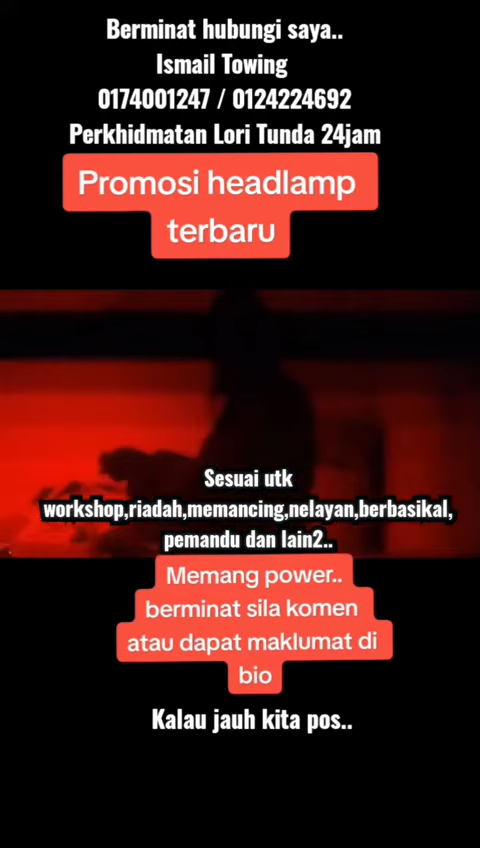 Berminat hubungi saya..
Ismail Towing
0174001247 / 0124224692
Perkhidmatan Lori Tunda 24jam
Promosi headlamp
terbaru
Sesuai utk
workshop,riadah,memancing,nelayan,berbasikal,
pemandu dan lain2..
Memang power..
berminat sila komen
atau dapat maklumat di
bio
Kalau jauh kita pos..